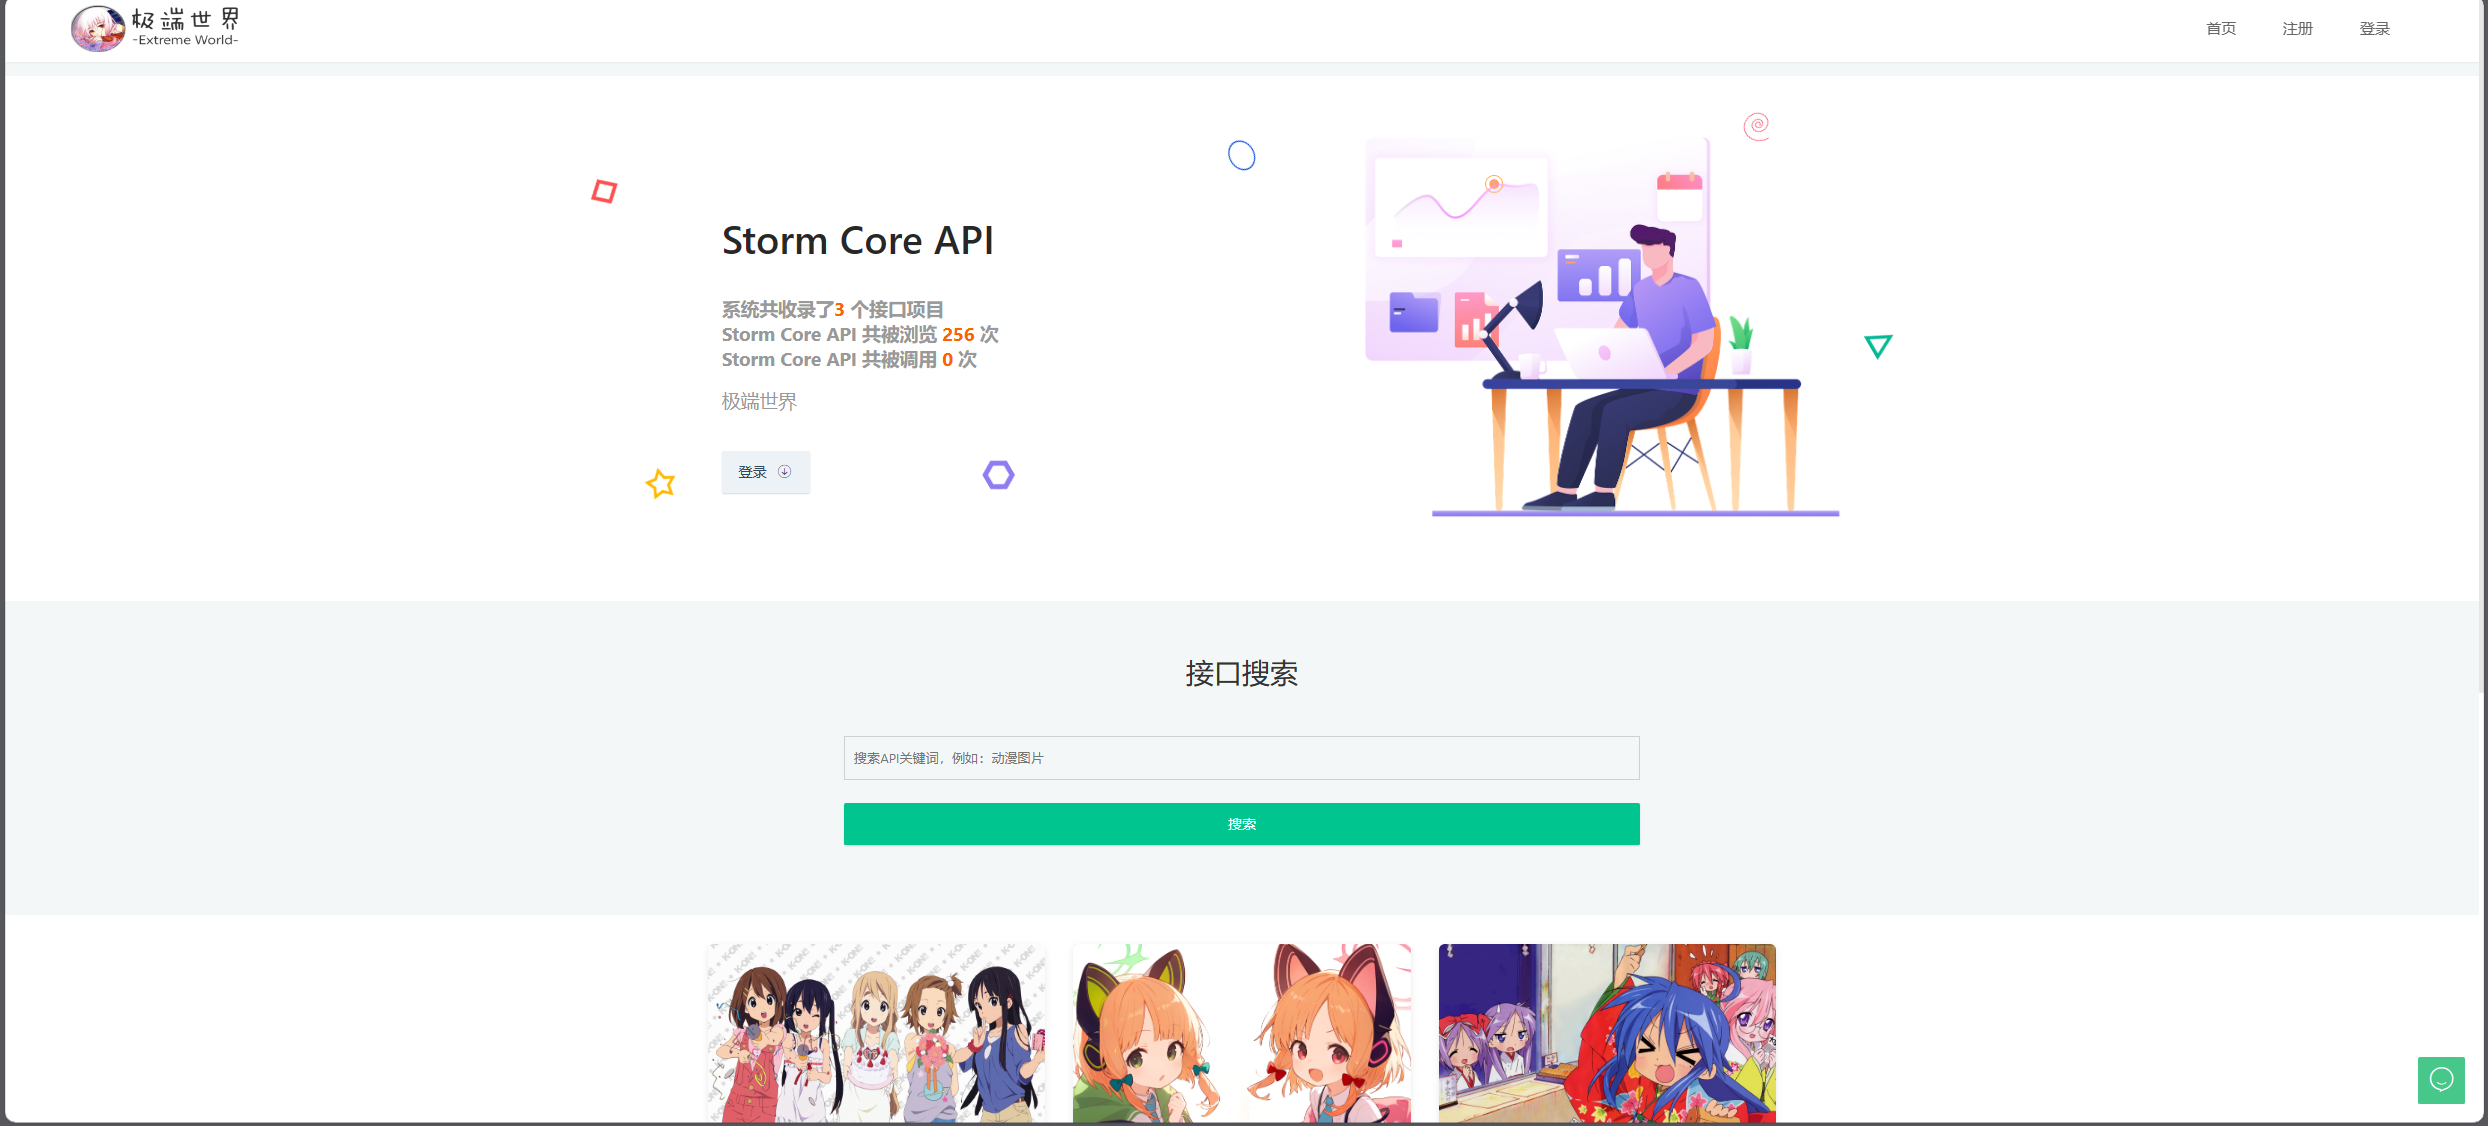 极端世界
-Extreme World-
首页 注册 登录
Storm Core API
系统共收录了3 个接口项目
Storm Core API 共被浏览 256 次
Storm Core API 共被调用 0 次
极端世界
登录
接口搜索
搜索API关键词，例如：动漫图片
搜索
K-ON!